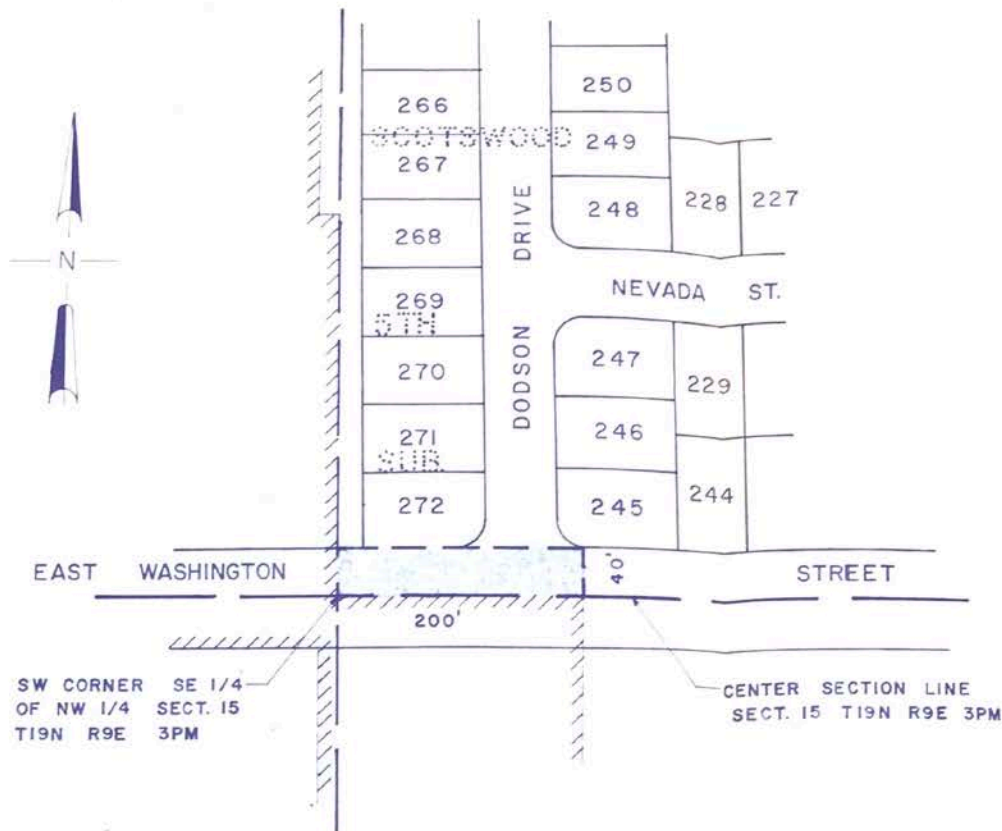 250
266
SCOTSWOOD
249
267
228
227
248
268
N
DODSON DRIVE
NEVADA ST.
269
5TH
247
270
229
246
271
SUB.
244
272
245
EAST WASHINGTON STREET
40'
200'
SW CORNER SE 1/4
OF NW 1/4 SECT. 15
T19N R9E 3PM
CENTER SECTION LINE
SECT. 15 T19N R9E 3PM